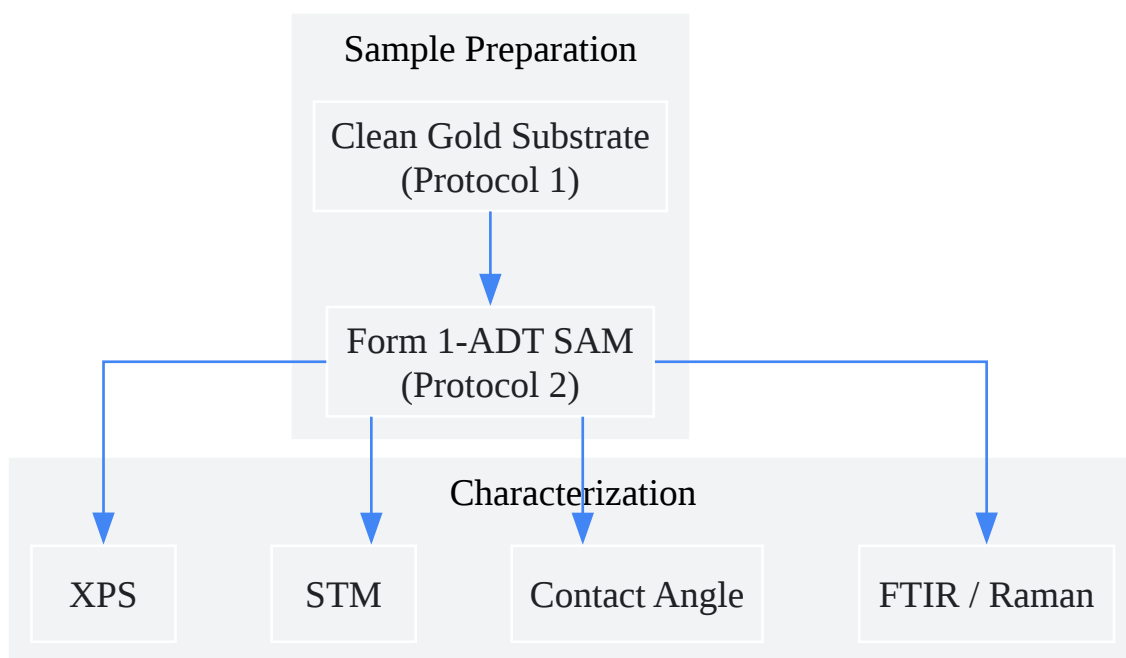 Sample Preparation
Clean Gold Substrate
(Protocol 1)
Form 1-ADT SAM
(Protocol 2)
Characterization
XPS
STM
Contact Angle
FTIR / Raman